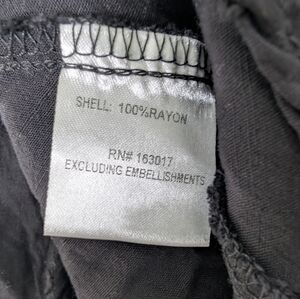 SHELL: 100%RAYON
RN# 163017
EXCLUDING EMBELLISHMENTS